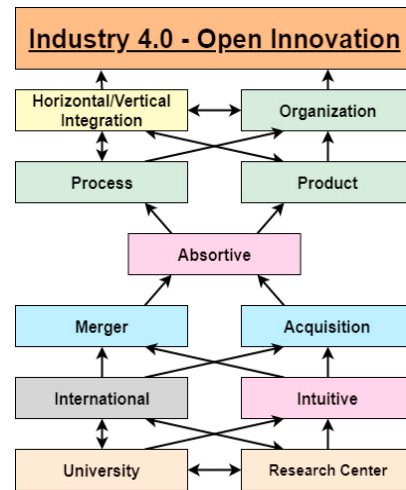 Industry 4.0 - Open Innovation
Horizontal/Vertical
Integration
Organization
Process
Product
Absortive
Merger
Acquisition
International
Intuitive
University
Research Center